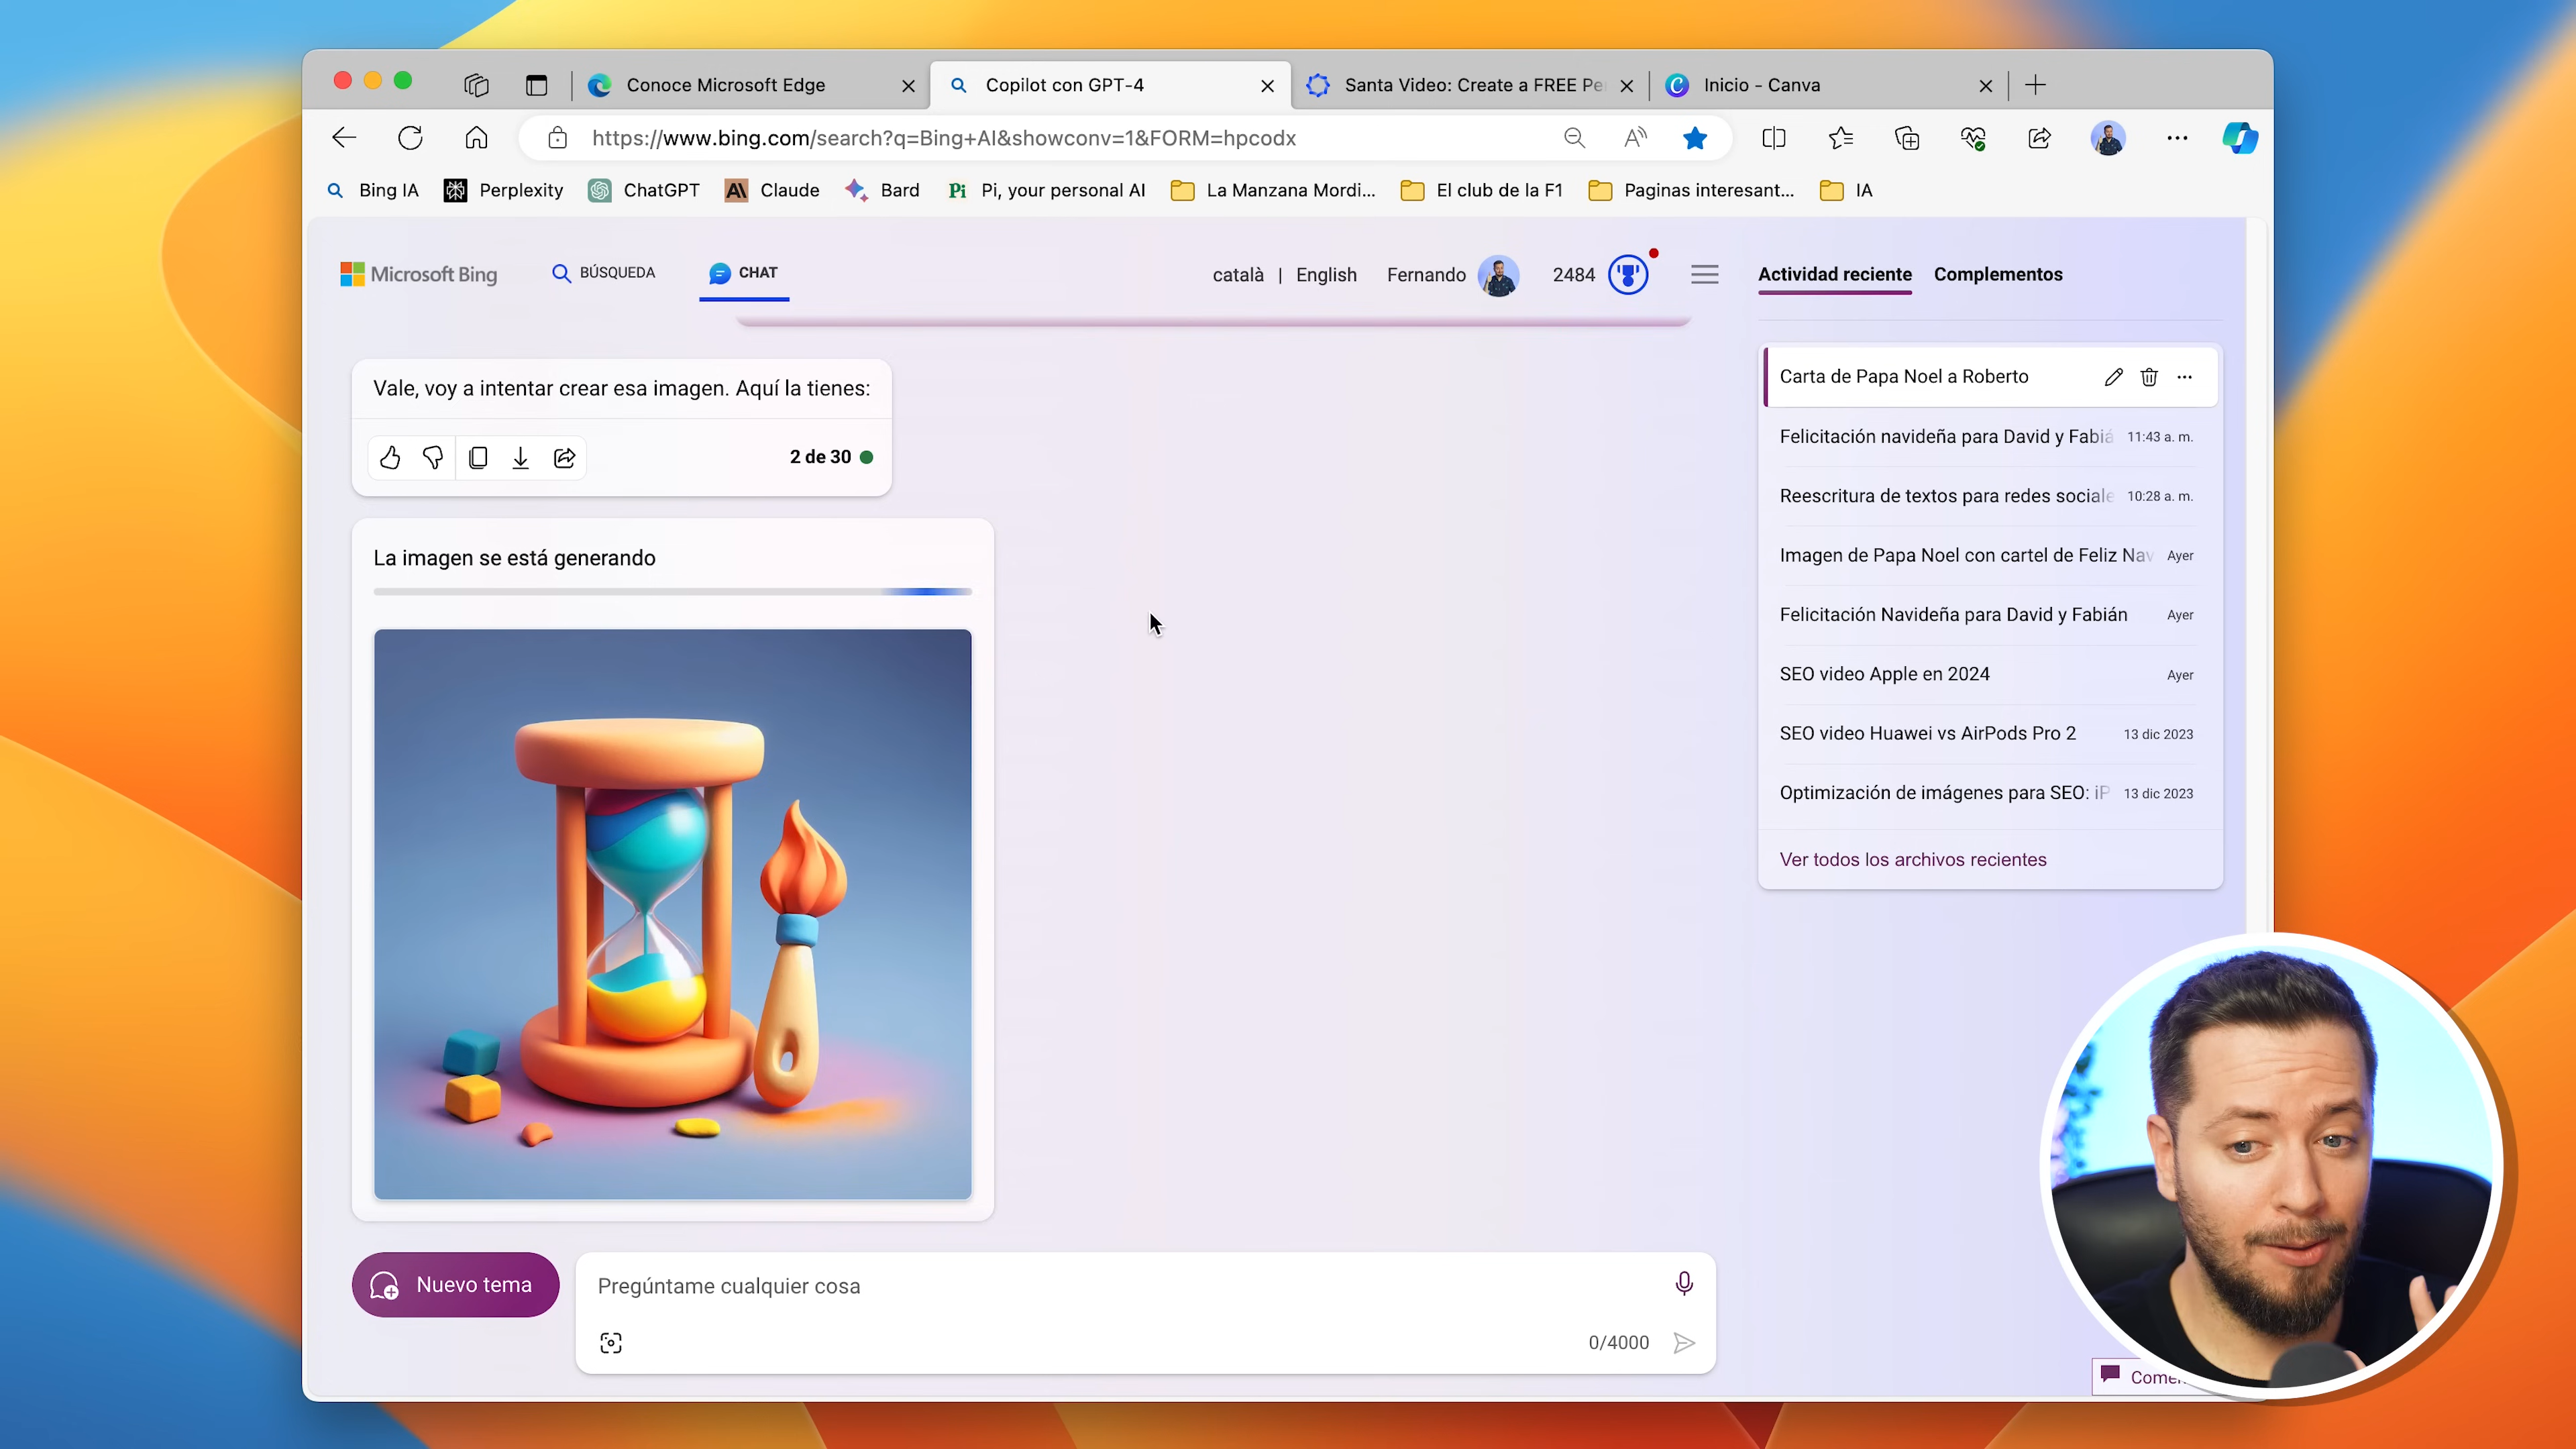 Conoce Microsoft Edge
Copilot con GPT-4
Santa Video: Create a FREE Pe
Inicio - Canva
https://www.bing.com/search?q=Bing+AI&showconv=1&FORM=hpcodx
Bing IA
Perplexity
ChatGPT
Claude
Bard
Pi, your personal AI
La Manzana Mordi...
El club de la F1
Paginas interesant...
IA
Microsoft Bing
BÚSQUEDA
CHAT
català | English
Fernando
2484
Actividad reciente
Complementos
Vale, voy a intentar crear esa imagen. Aquí la tienes:
2 de 30
La imagen se está generando
Carta de Papa Noel a Roberto
Felicitación navideña para David y Fabiá 11:43 a. m.
Reescritura de textos para redes sociale 10:28 a. m.
Imagen de Papa Noel con cartel de Feliz Nav Ayer
Felicitación Navideña para David y Fabián Ayer
SEO video Apple en 2024 Ayer
SEO video Huawei vs AirPods Pro 2 13 dic 2023
Optimización de imágenes para SEO: iP 13 dic 2023
Ver todos los archivos recientes
Nuevo tema
Pregúntame cualquier cosa
0/4000